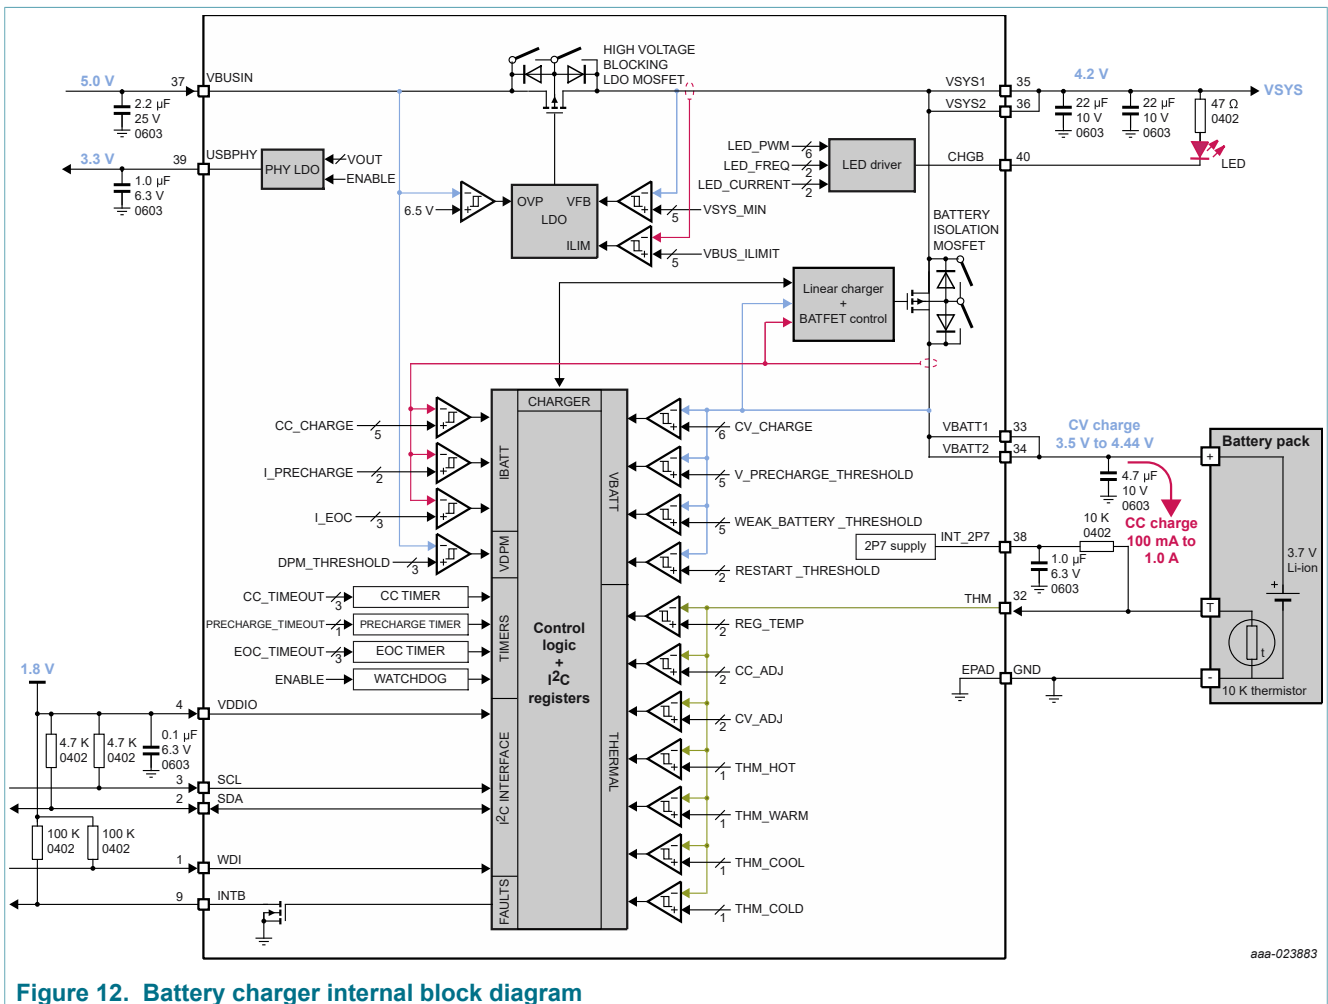 HIGH VOLTAGE
BLOCKING
LDO MOSFET
5.0 V
37
VBUSIN
2.2 µF
25 V
0603
3.3 V
39
USBPHY
PHY LDO
VOUT
ENABLE
1.0 µF
6.3 V
0603
6.5 V
OVP
VFB
LDO
ILIM
5
VSYS_MIN
5
VBUS_ILIMIT
LED_PWM
6
LED_FREQ
2
LED_CURRENT
2
LED driver
VSYS1
35
VSYS2
36
4.2 V
VSYS
22 µF
10 V
0603
22 µF
10 V
0603
47 Ω
0402
CHGB
40
LED
BATTERY
ISOLATION
MOSFET
Linear charger
+
BATFET control
CHARGER
IBATT
VDPM
TIMERS
I²C INTERFACE
FAULTS
VBATT
THERMAL
Control
logic
+
I²C
registers
CC_CHARGE
5
I_PRECHARGE
2
I_EOC
3
DPM_THRESHOLD
3
CC_TIMEOUT
3
CC TIMER
PRECHARGE_TIMEOUT
1
PRECHARGE TIMER
EOC_TIMEOUT
3
EOC TIMER
ENABLE
WATCHDOG
6
CV_CHARGE
5
V_PRECHARGE_THRESHOLD
5
WEAK_BATTERY _THRESHOLD
2
RESTART _THRESHOLD
2
REG_TEMP
2
CC_ADJ
2
CV_ADJ
1
THM_HOT
1
THM_WARM
1
THM_COOL
1
THM_COLD
VBATT1
33
VBATT2
34
CV charge
3.5 V to 4.44 V
4.7 µF
10 V
0603
CC charge
100 mA to
1.0 A
2P7 supply
INT_2P7
38
10 K
0402
1.0 µF
6.3 V
0603
THM
32
EPAD
GND
Battery pack
+
3.7 V
Li-ion
+
T
t
-
10 K thermistor
1.8 V
4
VDDIO
4.7 K
0402
4.7 K
0402
0.1 µF
6.3 V
0603
3
SCL
2
SDA
100 K
0402
100 K
0402
1
WDI
9
INTB
aaa-023883
Figure 12. Battery charger internal block diagram